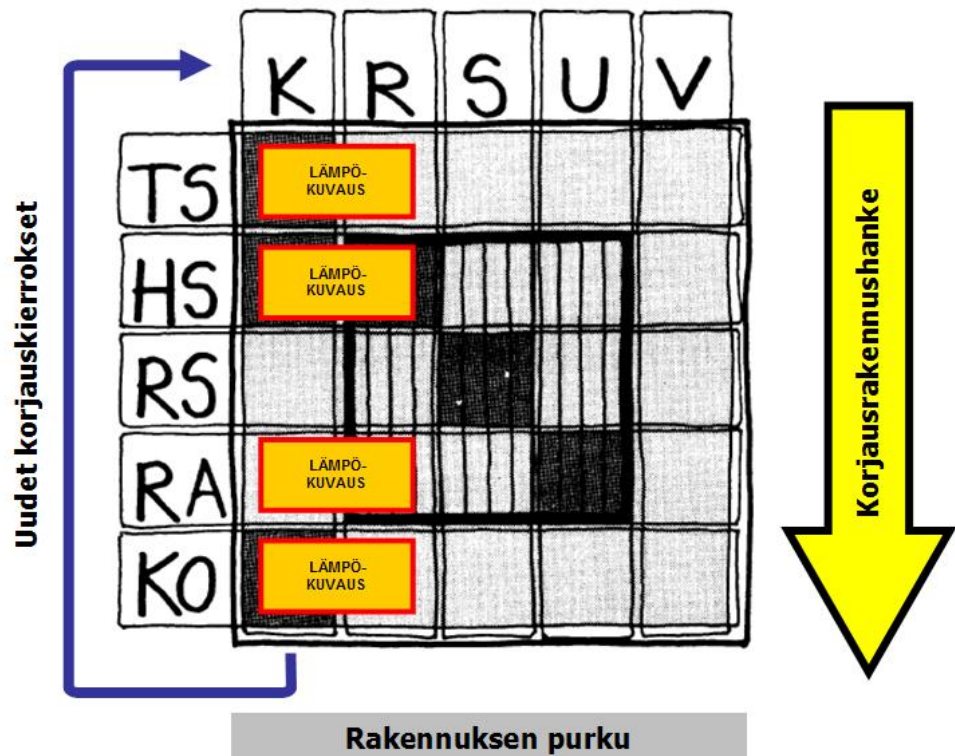 K R S U V
TS
LÄMPÖ-
KUVAUS
HS
LÄMPÖ-
KUVAUS
RS
RA
LÄMPÖ-
KUVAUS
KO
LÄMPÖ-
KUVAUS
Uudet korjauskierrokset
Korjausrakennushanke
Rakennuksen purku